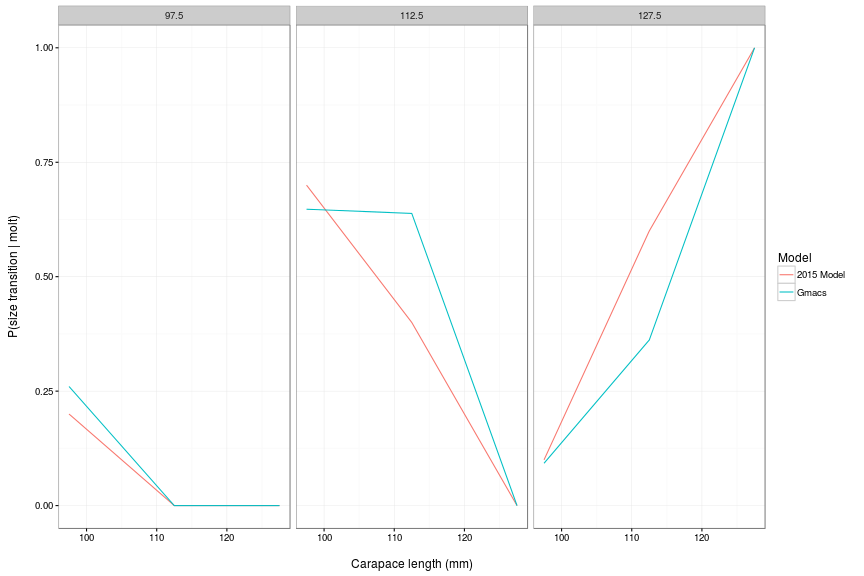 97.5 112.5 127.5
1.00
0.75
0.50
0.25
0.00
P(size transition | molt)
100 110 120 100 110 120 100 110 120
Carapace length (mm)
Model
2015 Model
Gmacs